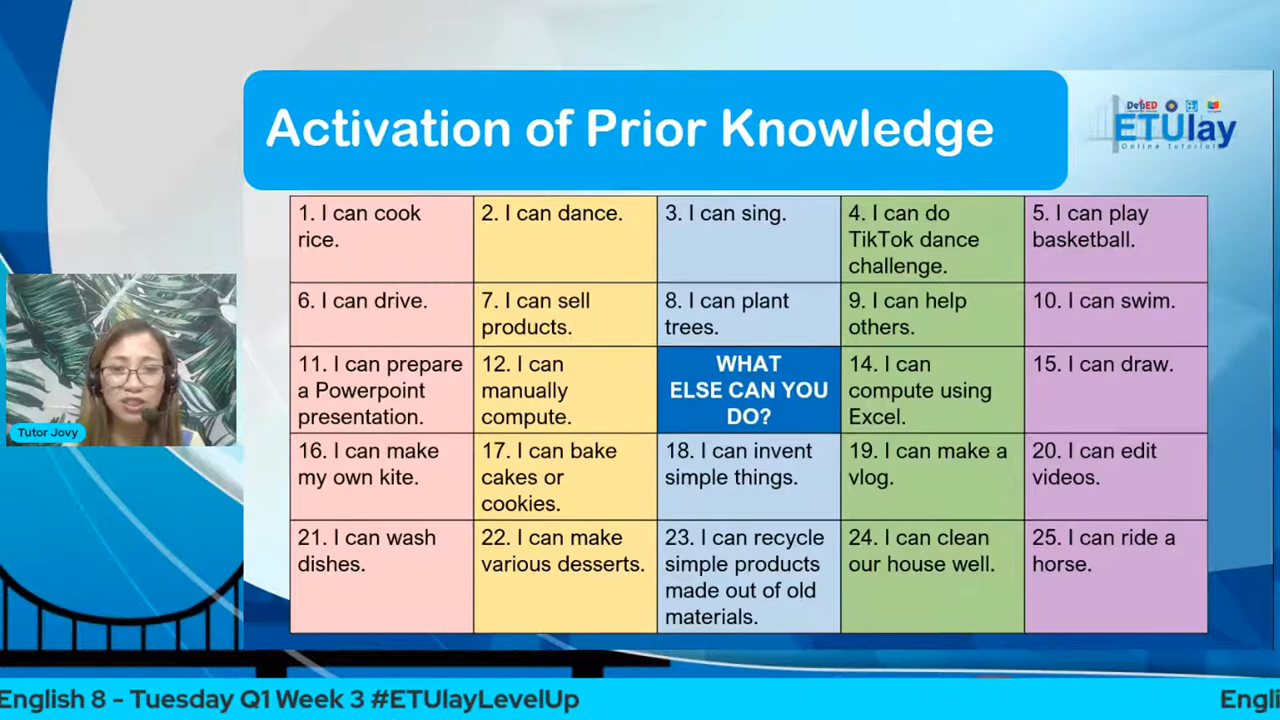 Activation of Prior Knowledge
DepED
ETUlay
Online Tutorial
1. I can cook
rice.
2. I can dance.
3. I can sing.
4. I can do
TikTok dance
challenge.
5. I can play
basketball.
6. I can drive.
7. I can sell
products.
8. I can plant
trees.
9. I can help
others.
10. I can swim.
11. I can prepare
a Powerpoint
presentation.
12. I can
manually
compute.
WHAT
ELSE CAN YOU
DO?
14. I can
compute using
Excel.
15. I can draw.
16. I can make
my own kite.
17. I can bake
cakes or
cookies.
18. I can invent
simple things.
19. I can make a
vlog.
20. I can edit
videos.
21. I can wash
dishes.
22. I can make
various desserts.
23. I can recycle
simple products
made out of old
materials.
24. I can clean
our house well.
25. I can ride a
horse.
Tutor Jovy
English 8 - Tuesday Q1 Week 3 #ETUlayLevelUp
Engli